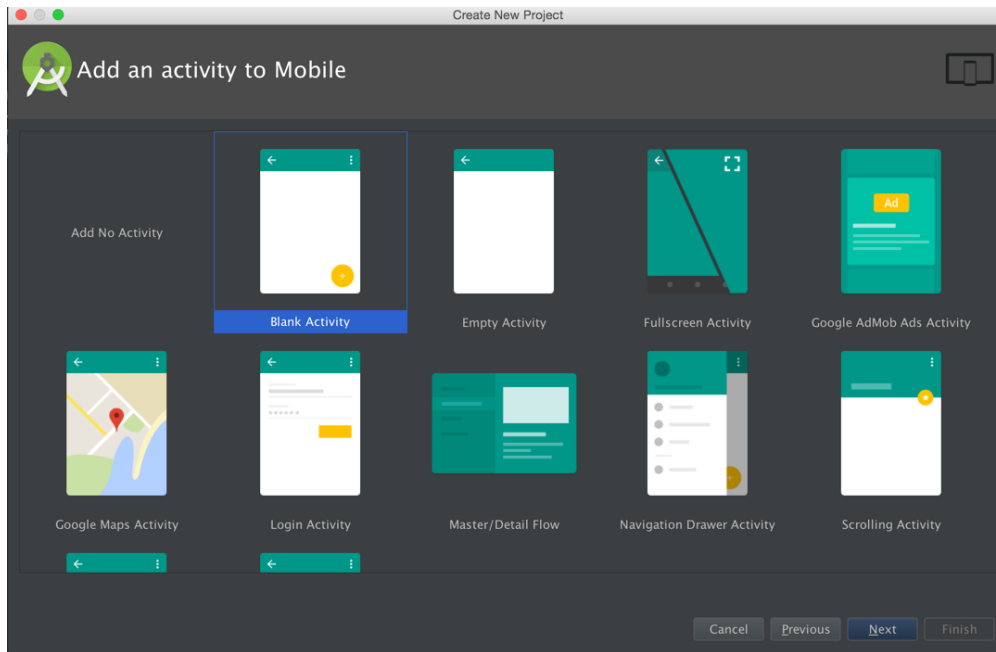 Create New Project
Add an activity to Mobile
Add No Activity
Blank Activity
Empty Activity
Fullscreen Activity
Ad
Google AdMob Ads Activity
Google Maps Activity
Login Activity
Master/Detail Flow
Navigation Drawer Activity
Scrolling Activity
Cancel
Previous
Next
Finish